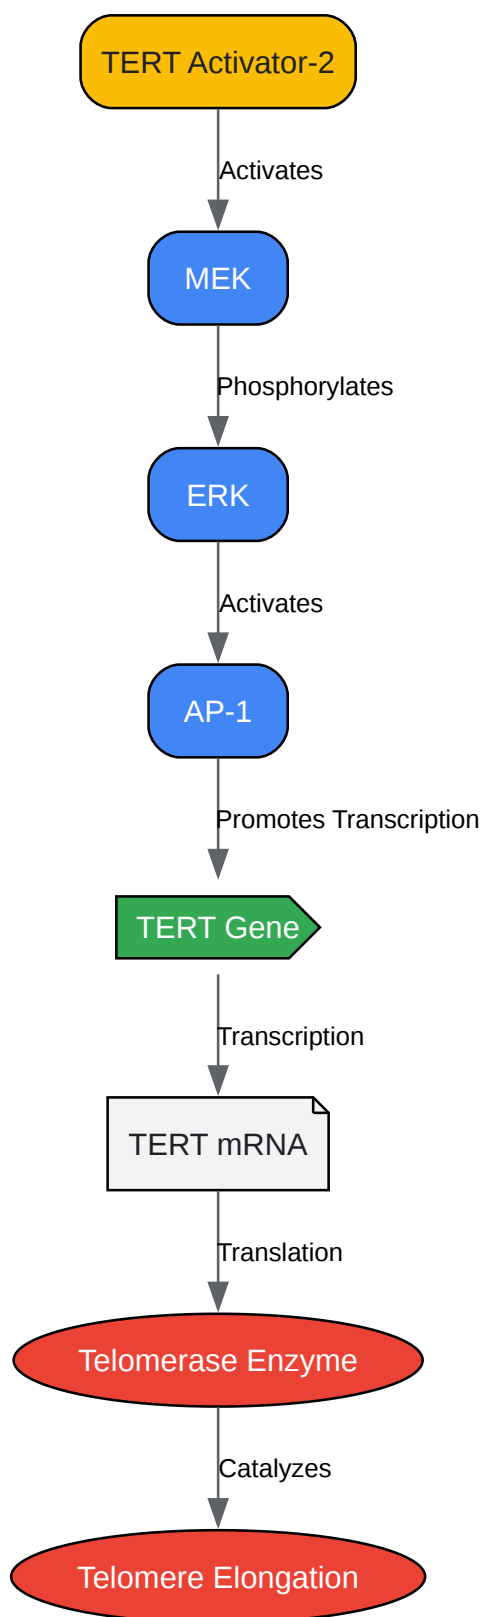 TERT Activator-2
Activates
MEK
Phosphorylates
ERK
Activates
AP-1
Promotes Transcription
TERT Gene
Transcription
TERT mRNA
Translation
Telomerase Enzyme
Catalyzes
Telomere Elongation